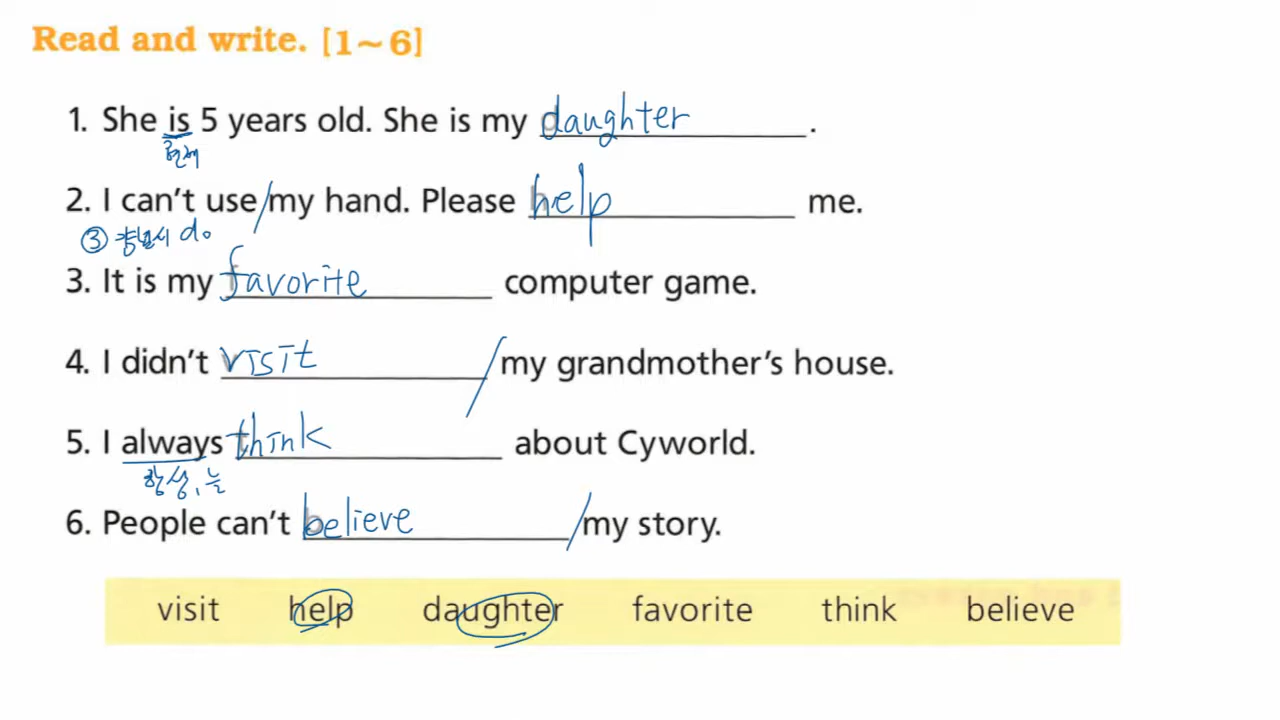 Read and write. [1~6]
1. She is 5 years old. She is my daughter.
현재
2. I can't use/my hand. Please help me.
③ 명령시 do
3. It is my favorite computer game.
4. I didn't visit /my grandmother's house.
5. I always think about Cyworld.
항상, 늘
6. People can't believe /my story.
visit help daughter favorite think believe